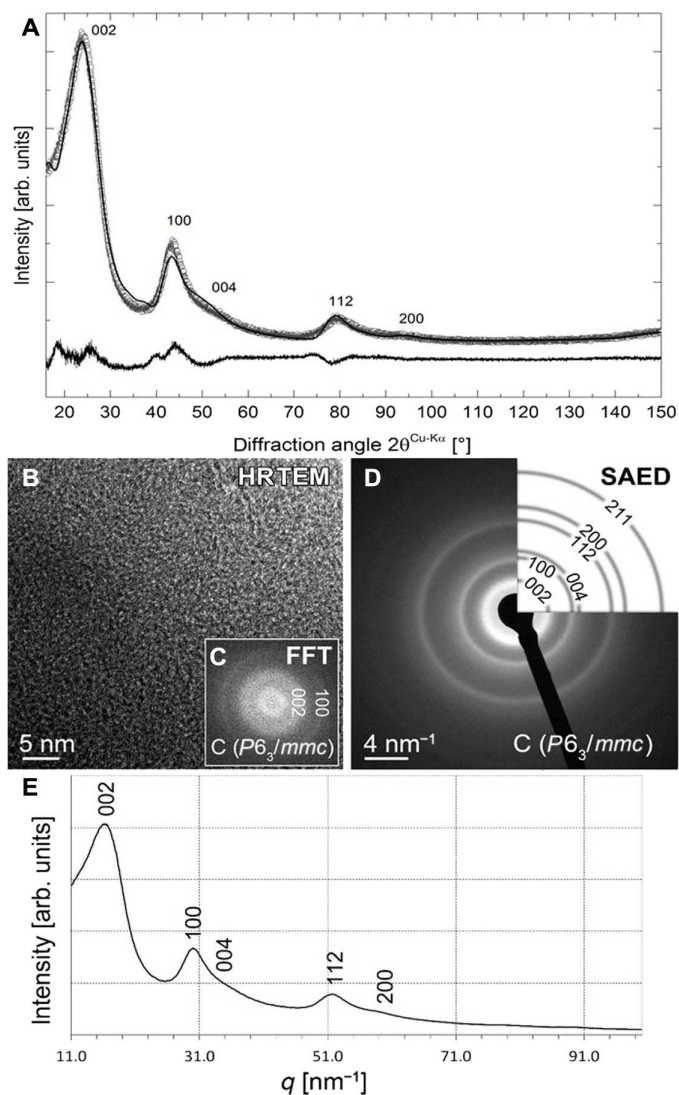 A
002
100
004
112
200
Intensity [arb. units]
20 30 40 50 60 70 80 90 100 110 120 130 140 150
Diffraction angle 2θ^Cu-Kα [°]
B HRTEM
C FFT
002
100
C (P6₃/mmc)
5 nm
D SAED
211
200
112
100
004
002
4 nm⁻¹
C (P6₃/mmc)
E
002
100
004
112
200
Intensity [arb. units]
11.0 31.0 51.0 71.0 91.0
q [nm⁻¹]